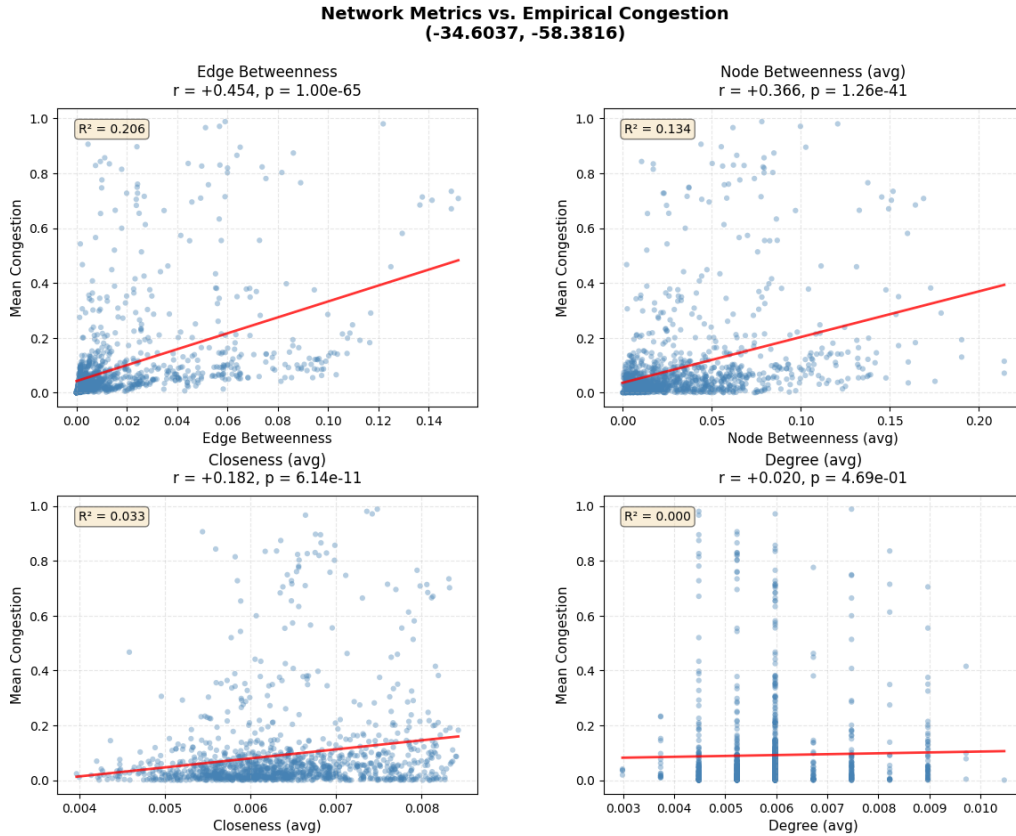 Network Metrics vs. Empirical Congestion
(-34.6037, -58.3816)
Edge Betweenness
r = +0.454, p = 1.00e-65
R² = 0.206
Mean Congestion
1.0
0.8
0.6
0.4
0.2
0.0
0.00 0.02 0.04 0.06 0.08 0.10 0.12 0.14
Edge Betweenness
Node Betweenness (avg)
r = +0.366, p = 1.26e-41
R² = 0.134
Mean Congestion
1.0
0.8
0.6
0.4
0.2
0.0
0.00 0.05 0.10 0.15 0.20
Node Betweenness (avg)
Closeness (avg)
r = +0.182, p = 6.14e-11
R² = 0.033
Mean Congestion
1.0
0.8
0.6
0.4
0.2
0.0
0.004 0.005 0.006 0.007 0.008
Closeness (avg)
Degree (avg)
r = +0.020, p = 4.69e-01
R² = 0.000
Mean Congestion
1.0
0.8
0.6
0.4
0.2
0.0
0.003 0.004 0.005 0.006 0.007 0.008 0.009 0.010
Degree (avg)